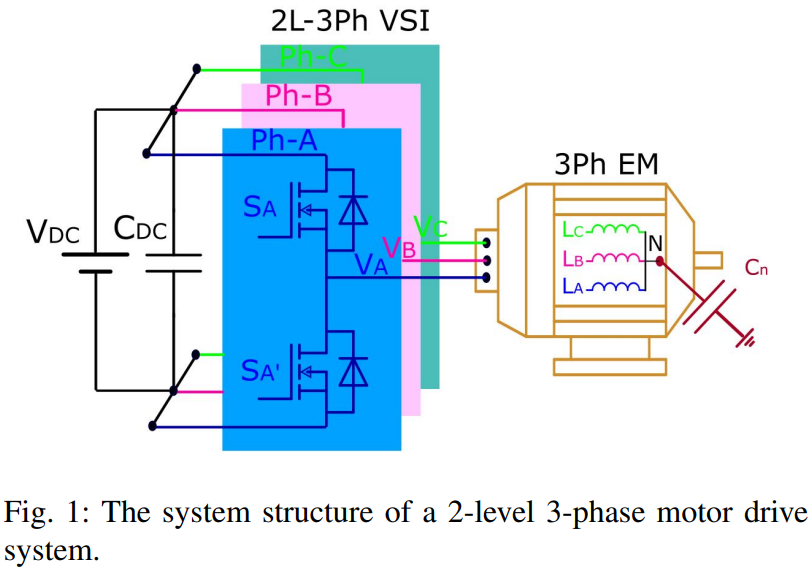 2L-3Ph VSI
Ph-C
Ph-B
Ph-A
3Ph EM
SA
VDC
CDC
VC
VB
VA
LC
LB
LA
N
Cn
SA'
Fig. 1: The system structure of a 2-level 3-phase motor drive
system.